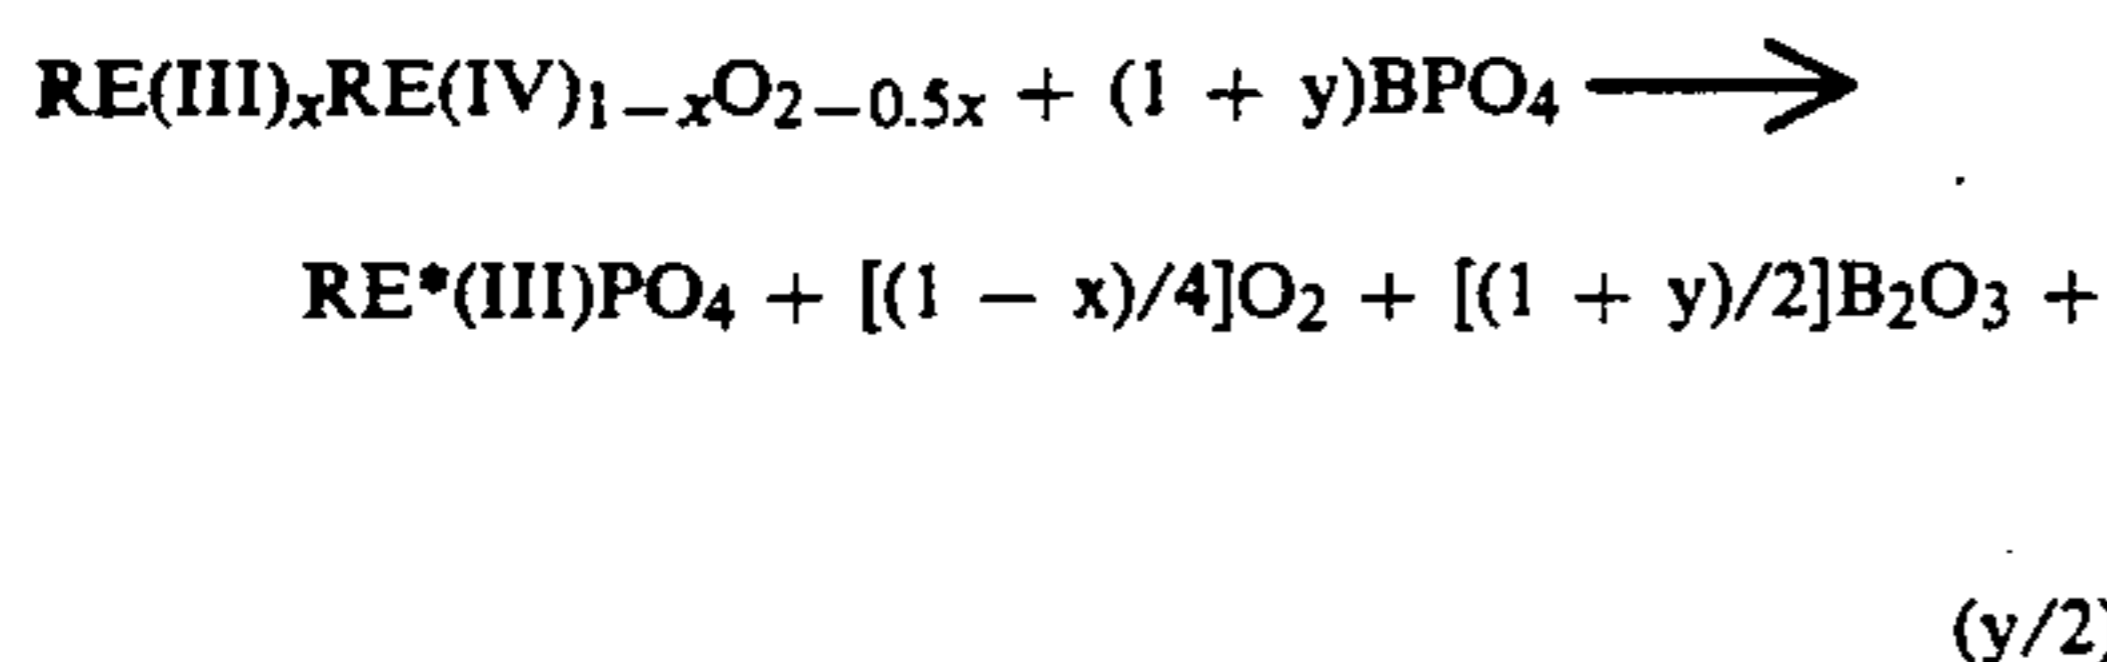 RE(III)ₓRE(IV)₁₋ₓO₂₋₀.₅ₓ + (1 + y)BPO₄ ⟶
RE*(III)PO₄ + [(1 − x)/4]O₂ + [(1 + y)/2]B₂O₃ +
(y/2)